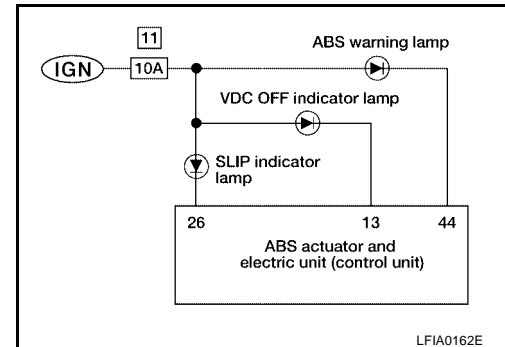 11
ABS warning lamp
IGN
10A
VDC OFF indicator lamp
SLIP indicator
lamp
26
13
44
ABS actuator and
electric unit (control unit)
LFIA0162E